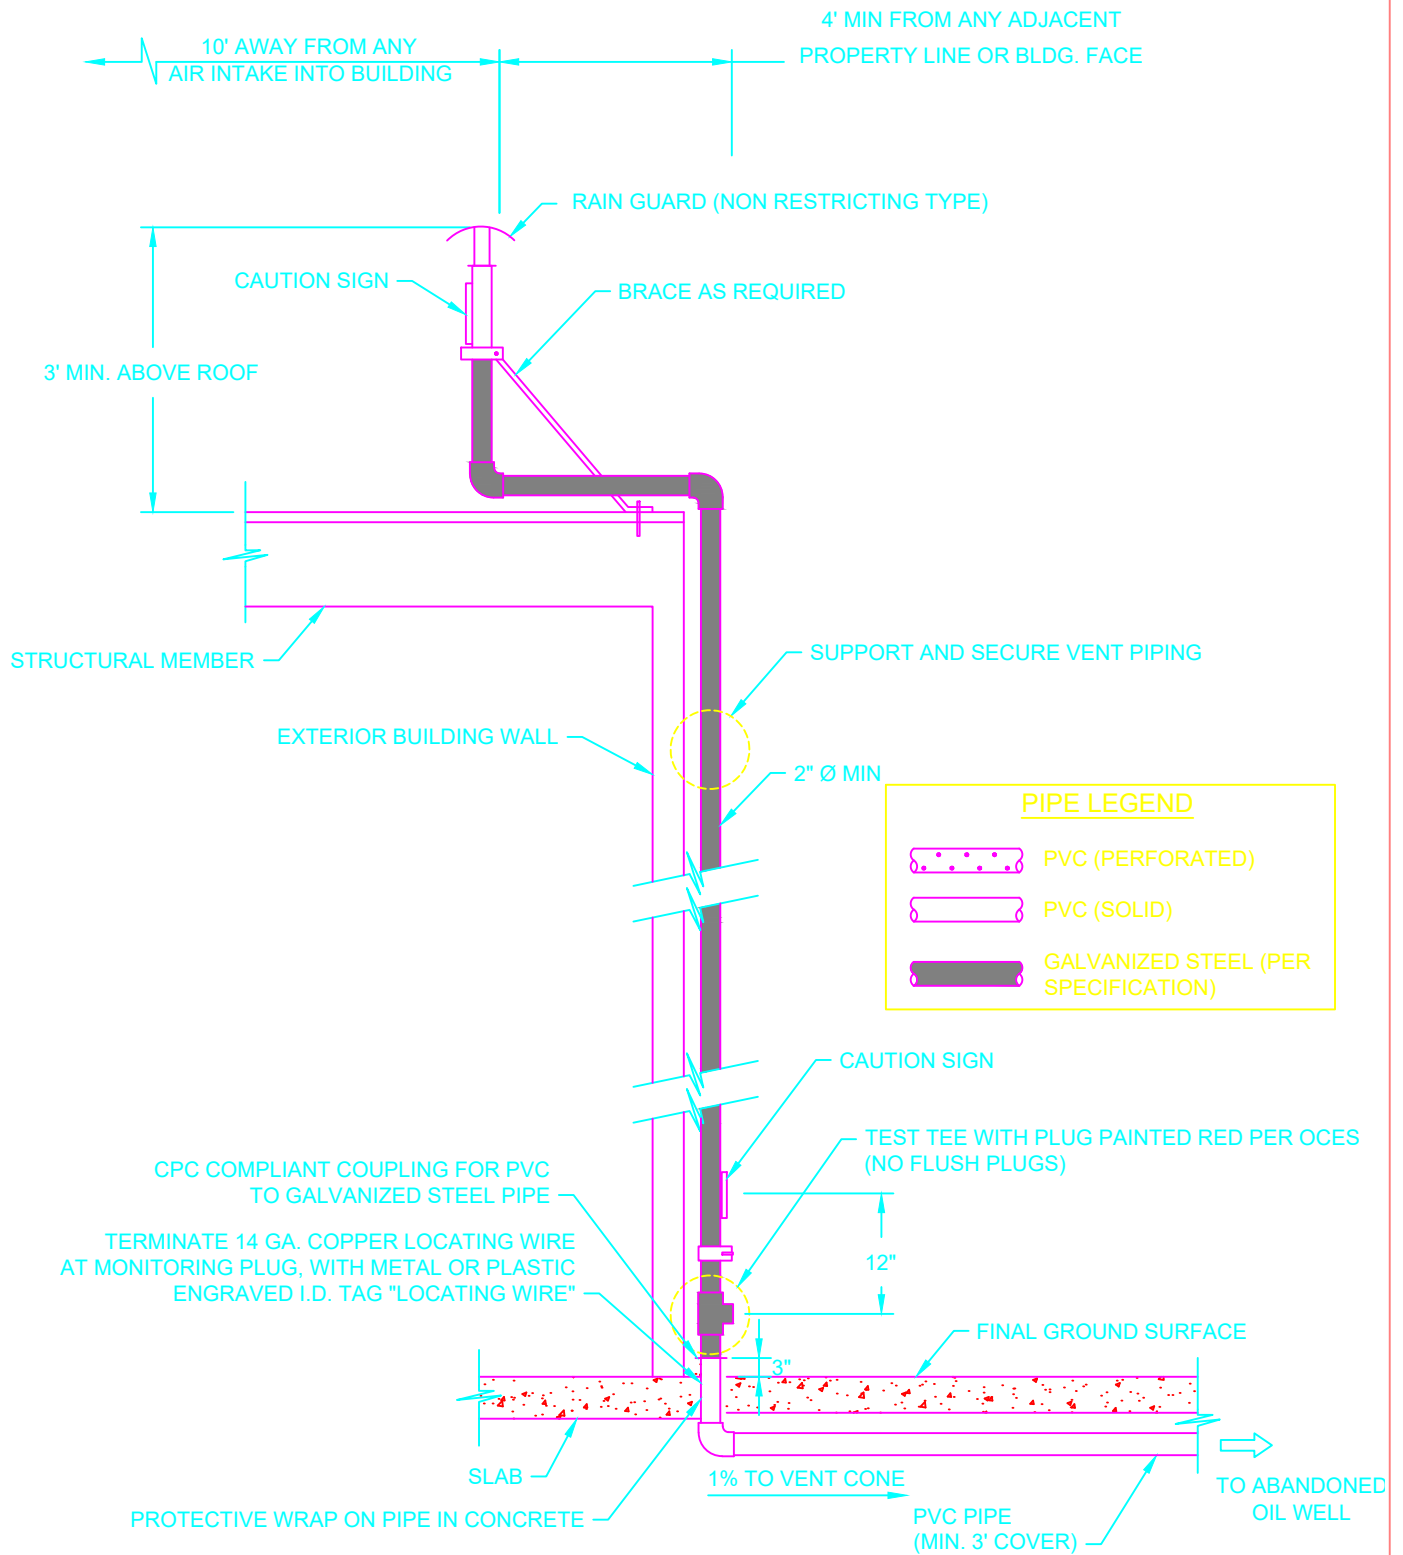 4' MIN FROM ANY ADJACENT
PROPERTY LINE OR BLDG. FACE
10' AWAY FROM ANY
AIR INTAKE INTO BUILDING
RAIN GUARD (NON RESTRICTING TYPE)
CAUTION SIGN
BRACE AS REQUIRED
3' MIN. ABOVE ROOF
STRUCTURAL MEMBER
SUPPORT AND SECURE VENT PIPING
EXTERIOR BUILDING WALL
2" Ø MIN
PIPE LEGEND
PVC (PERFORATED)
PVC (SOLID)
GALVANIZED STEEL (PER
SPECIFICATION)
CAUTION SIGN
TEST TEE WITH PLUG PAINTED RED PER OCES
(NO FLUSH PLUGS)
CPC COMPLIANT COUPLING FOR PVC
TO GALVANIZED STEEL PIPE
TERMINATE 14 GA. COPPER LOCATING WIRE
AT MONITORING PLUG, WITH METAL OR PLASTIC
ENGRAVED I.D. TAG "LOCATING WIRE"
12"
FINAL GROUND SURFACE
3"
SLAB
1% TO VENT CONE
PROTECTIVE WRAP ON PIPE IN CONCRETE
PVC PIPE
(MIN. 3' COVER)
TO ABANDONED
OIL WELL